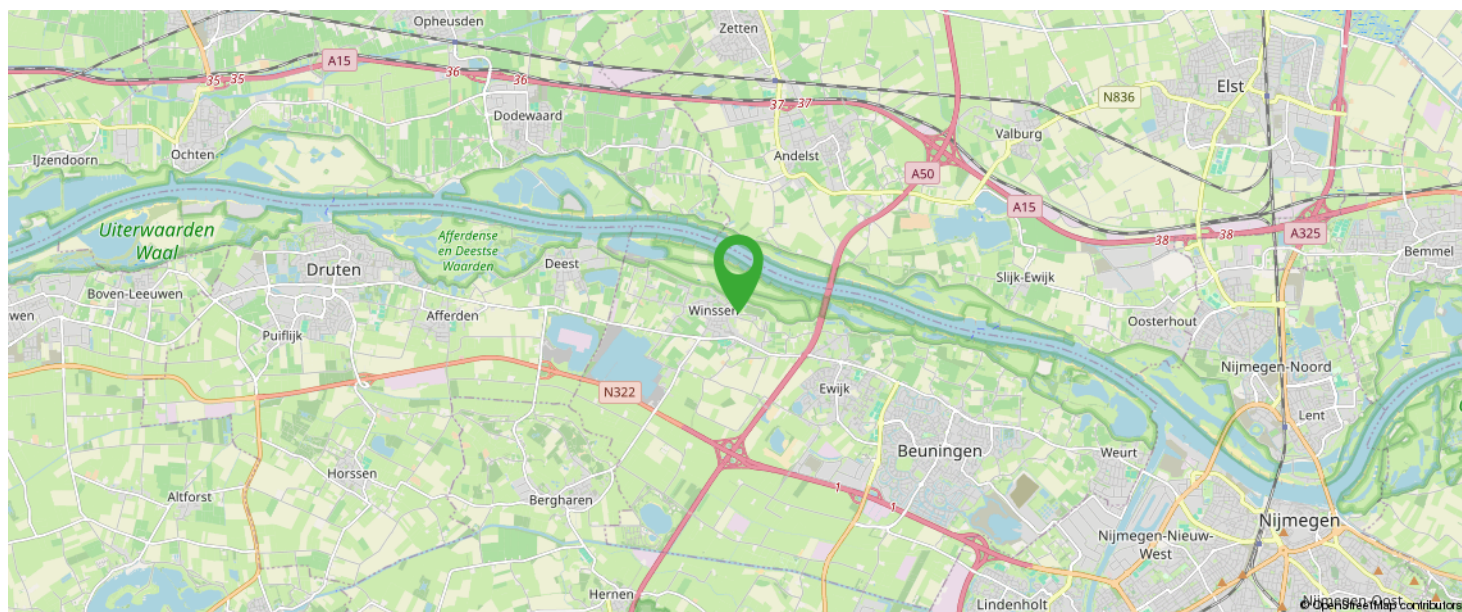 Opheusden
Zetten
A15
35
35
36
36
37
37
Elst
N836
Dodewaard
Valburg
IJzendoorn
Ochten
Andelst
A50
A15
Uiterwaarden
Waal
Afferdense
en Deestse
Waarden
38
38
A325
Bemmel
Druten
Deest
Slijk-Ewijk
Boven-Leeuwen
wen
Afferden
Winssen
Oosterhout
Puiflijk
Nijmegen-Noord
N322
Ewijk
Lent
Beuningen
Weurt
Horssen
Altforst
Bergharen
1
1
Nijmegen
Nijmegen-Nieuw-
West
Hernen
Lindenholt
Nijmegen-Oost
© OpenStreetMap contributors